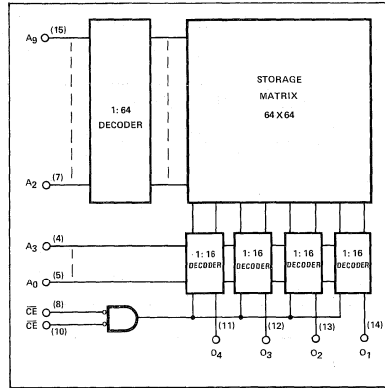 A9 (15)
1:64
DECODER
STORAGE
MATRIX
64 X 64
A2 (7)
A3 (4)
A0 (5)
1: 16
DECODER
1: 16
DECODER
1: 16
DECODER
1: 16
DECODER
CE (8)
CE (10)
(11) (12) (13) (14)
O4 O3 O2 O1